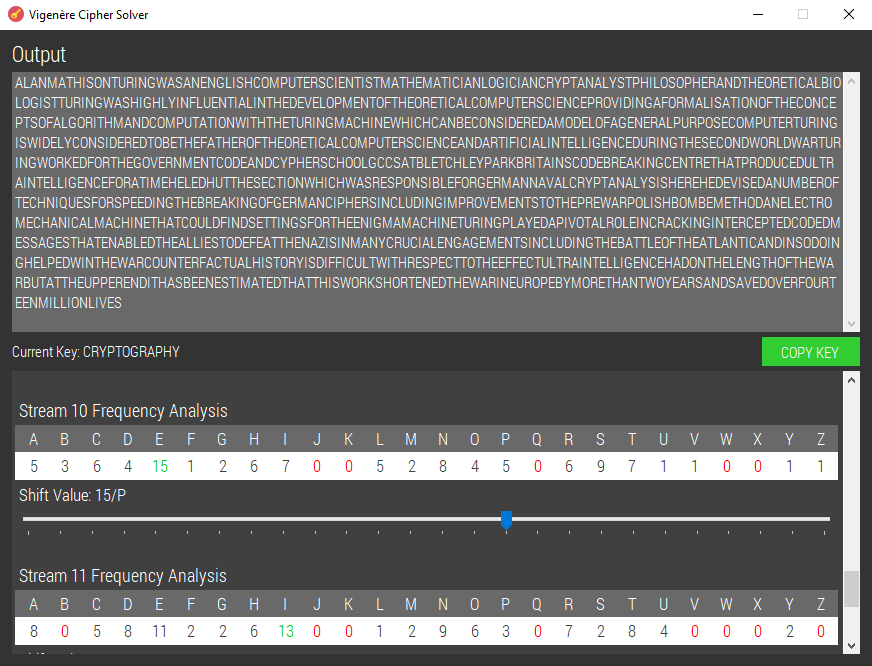 Vigenère Cipher Solver
Output
ALANMATHISONTURINGWASANENGLISHCOMPUTERSCIENTISTMATHEMATICIANLOGICIANCRYPTANALYSTPHILOSOPHERANDTHEORETICALBIO
LOGISTTURINGWASHIGHLYINFLUENTIALINTHEDEVELOPMENTOFTHEORETICALCOMPUTERSCIENCEPROVIDINGAFORMALISATIONOFTHECONCE
PTSOFALGORITHMANDCOMPUTATIONWITHTHETURINGMACHINEWHICHCANBECONSIDEREDAMODELOFAGENERALPURPOSECOMPUTERTURING
ISWIDELYCONSIDEREDTOBETHEFATHEROFTHEORETICALCOMPUTERSCIENCEANDARTIFICIALINTELLIGENCEDURINGTHESECONDWORLDWARTUR
INGWORKEDFORTHEGOVERNMENTCODEANDCYPHERSCHOOLGCCSATBLETCHLEYPARKBRITAINSCODEBREAKINGCENTRETHATPRODUCEDULTR
AINTELLIGENCEFORATIMEHELEDHUTTHESECTIONWHICHWASRESPONSIBLEFORGERMANNAVALCRYPTANALYSISHEREHEDEVISEDANUMBEROF
TECHNIQUESFORSPEEDINGTHEBREAKINGOFGERMANCIPHERSINCLUDINGIMPROVEMENTSTOTHEPREWARPOLISHBOMBEMETHODANELECTRO
MECHANICALMACHINETHATCOULDFINDSETTINGSFORTHEENIGMAMACHINETURINGPLAYEDAPIVOTALROLEINCRACKINGINTERCEPTEDCODEDM
ESSAGESTHATENABLEDTHEALLIESTODEFEATTHENAZISINMANYCRUCIALENGAGEMENTSINCLUDINGTHEBATTLEOFTHEATLANTICANDINSODOIN
GHELPEDWINTHEWARCOUNTERFACTUALHISTORYISDIFFICULTWITHRESPECTTOTHEEFFECTULTRAINTELLIGENCEHADONTHELENGTHOFTHEWA
RBUTATTHEUPPERENDITHASBEENESTIMATEDTHATTHISWORKSHORTENEDTHEWARINEUROPEBYMORETHANTWOYEARSANDSAVEDOVERFOURT
EENMILLIONLIVES
Current Key: CRYPTOGRAPHY
COPY KEY
Stream 10 Frequency Analysis
A B C D E F G H I J K L M N O P Q R S T U V W X Y Z
5 3 6 4 15 1 2 6 7 0 0 5 2 8 4 5 0 6 9 7 1 1 0 0 1 1
Shift Value: 15/P
Stream 11 Frequency Analysis
A B C D E F G H I J K L M N O P Q R S T U V W X Y Z
8 0 5 8 11 2 2 6 13 0 0 1 2 9 6 3 0 7 2 8 4 0 0 0 2 0